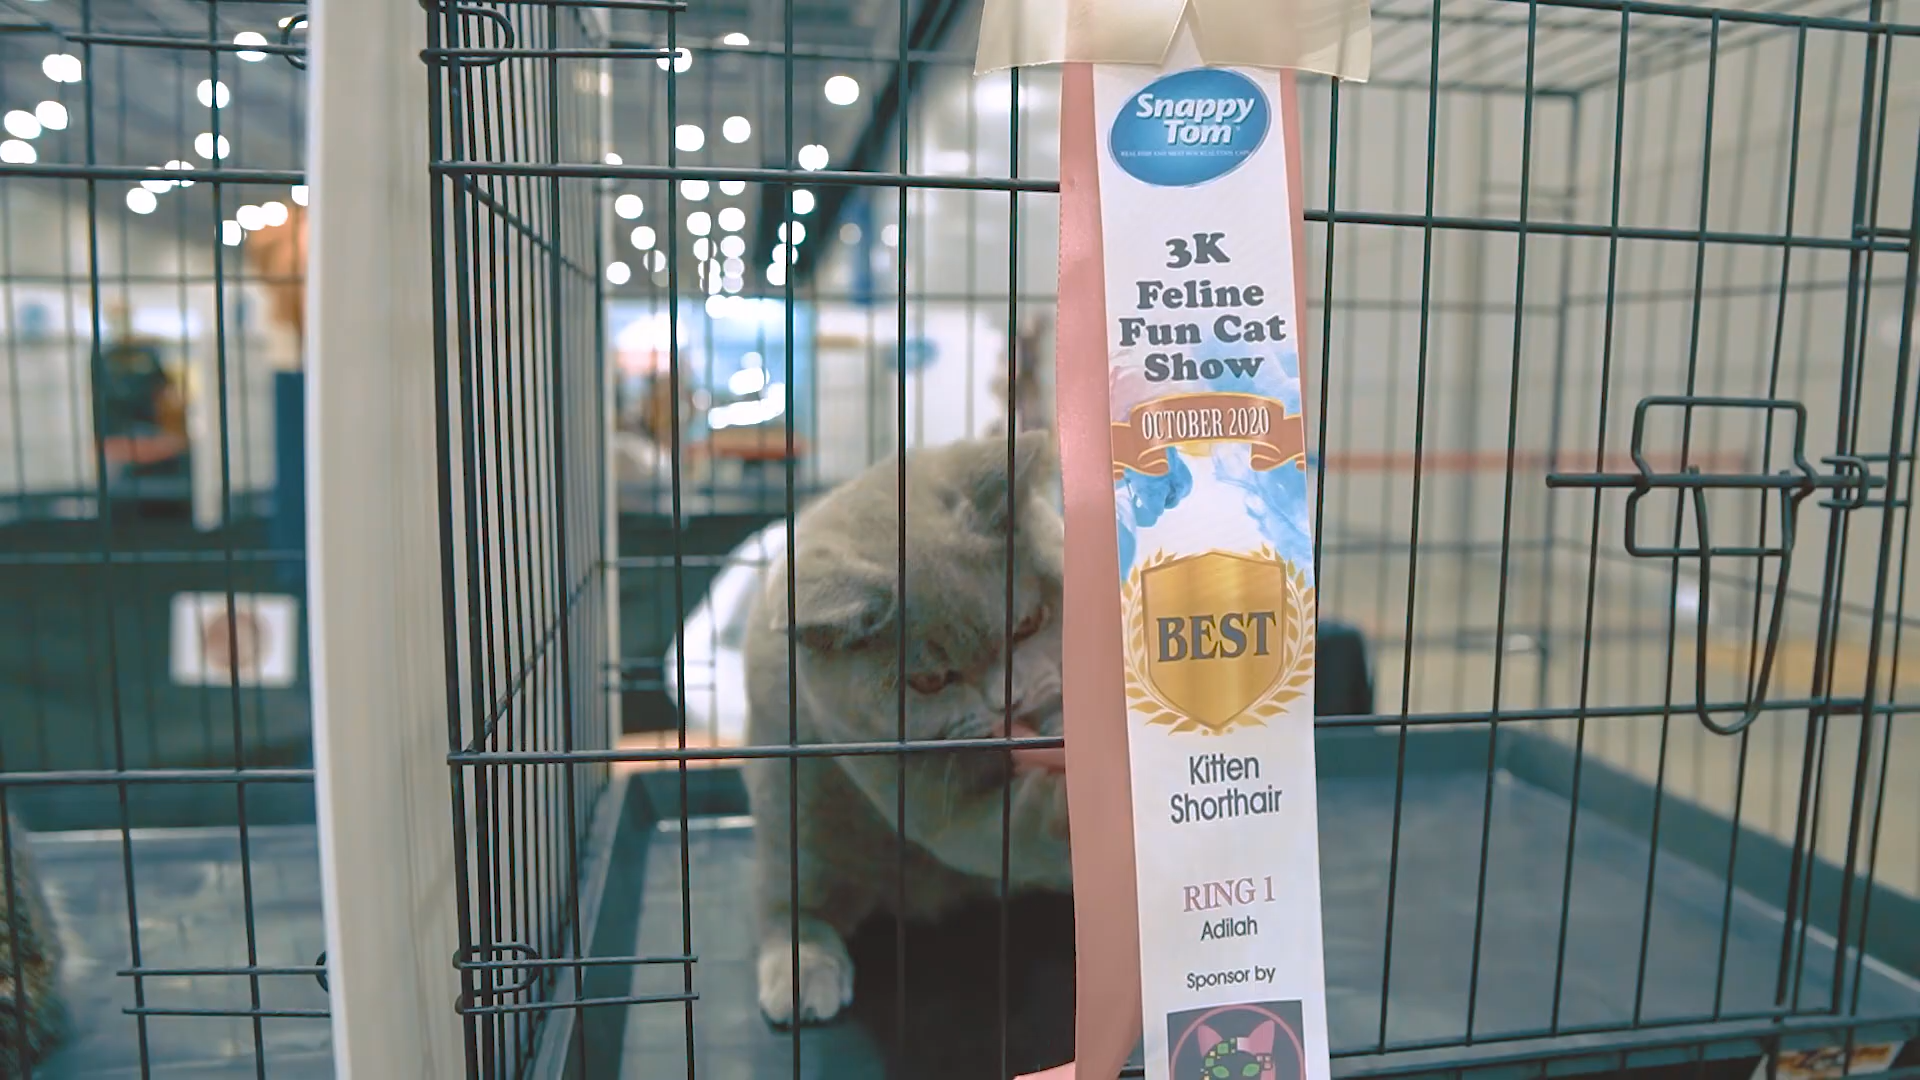 Snappy
Tom
3K
Feline
Fun Cat
Show
OCTOBER 2020
BEST
Kitten
Shorthair
RING 1
Adilah
Sponsor by